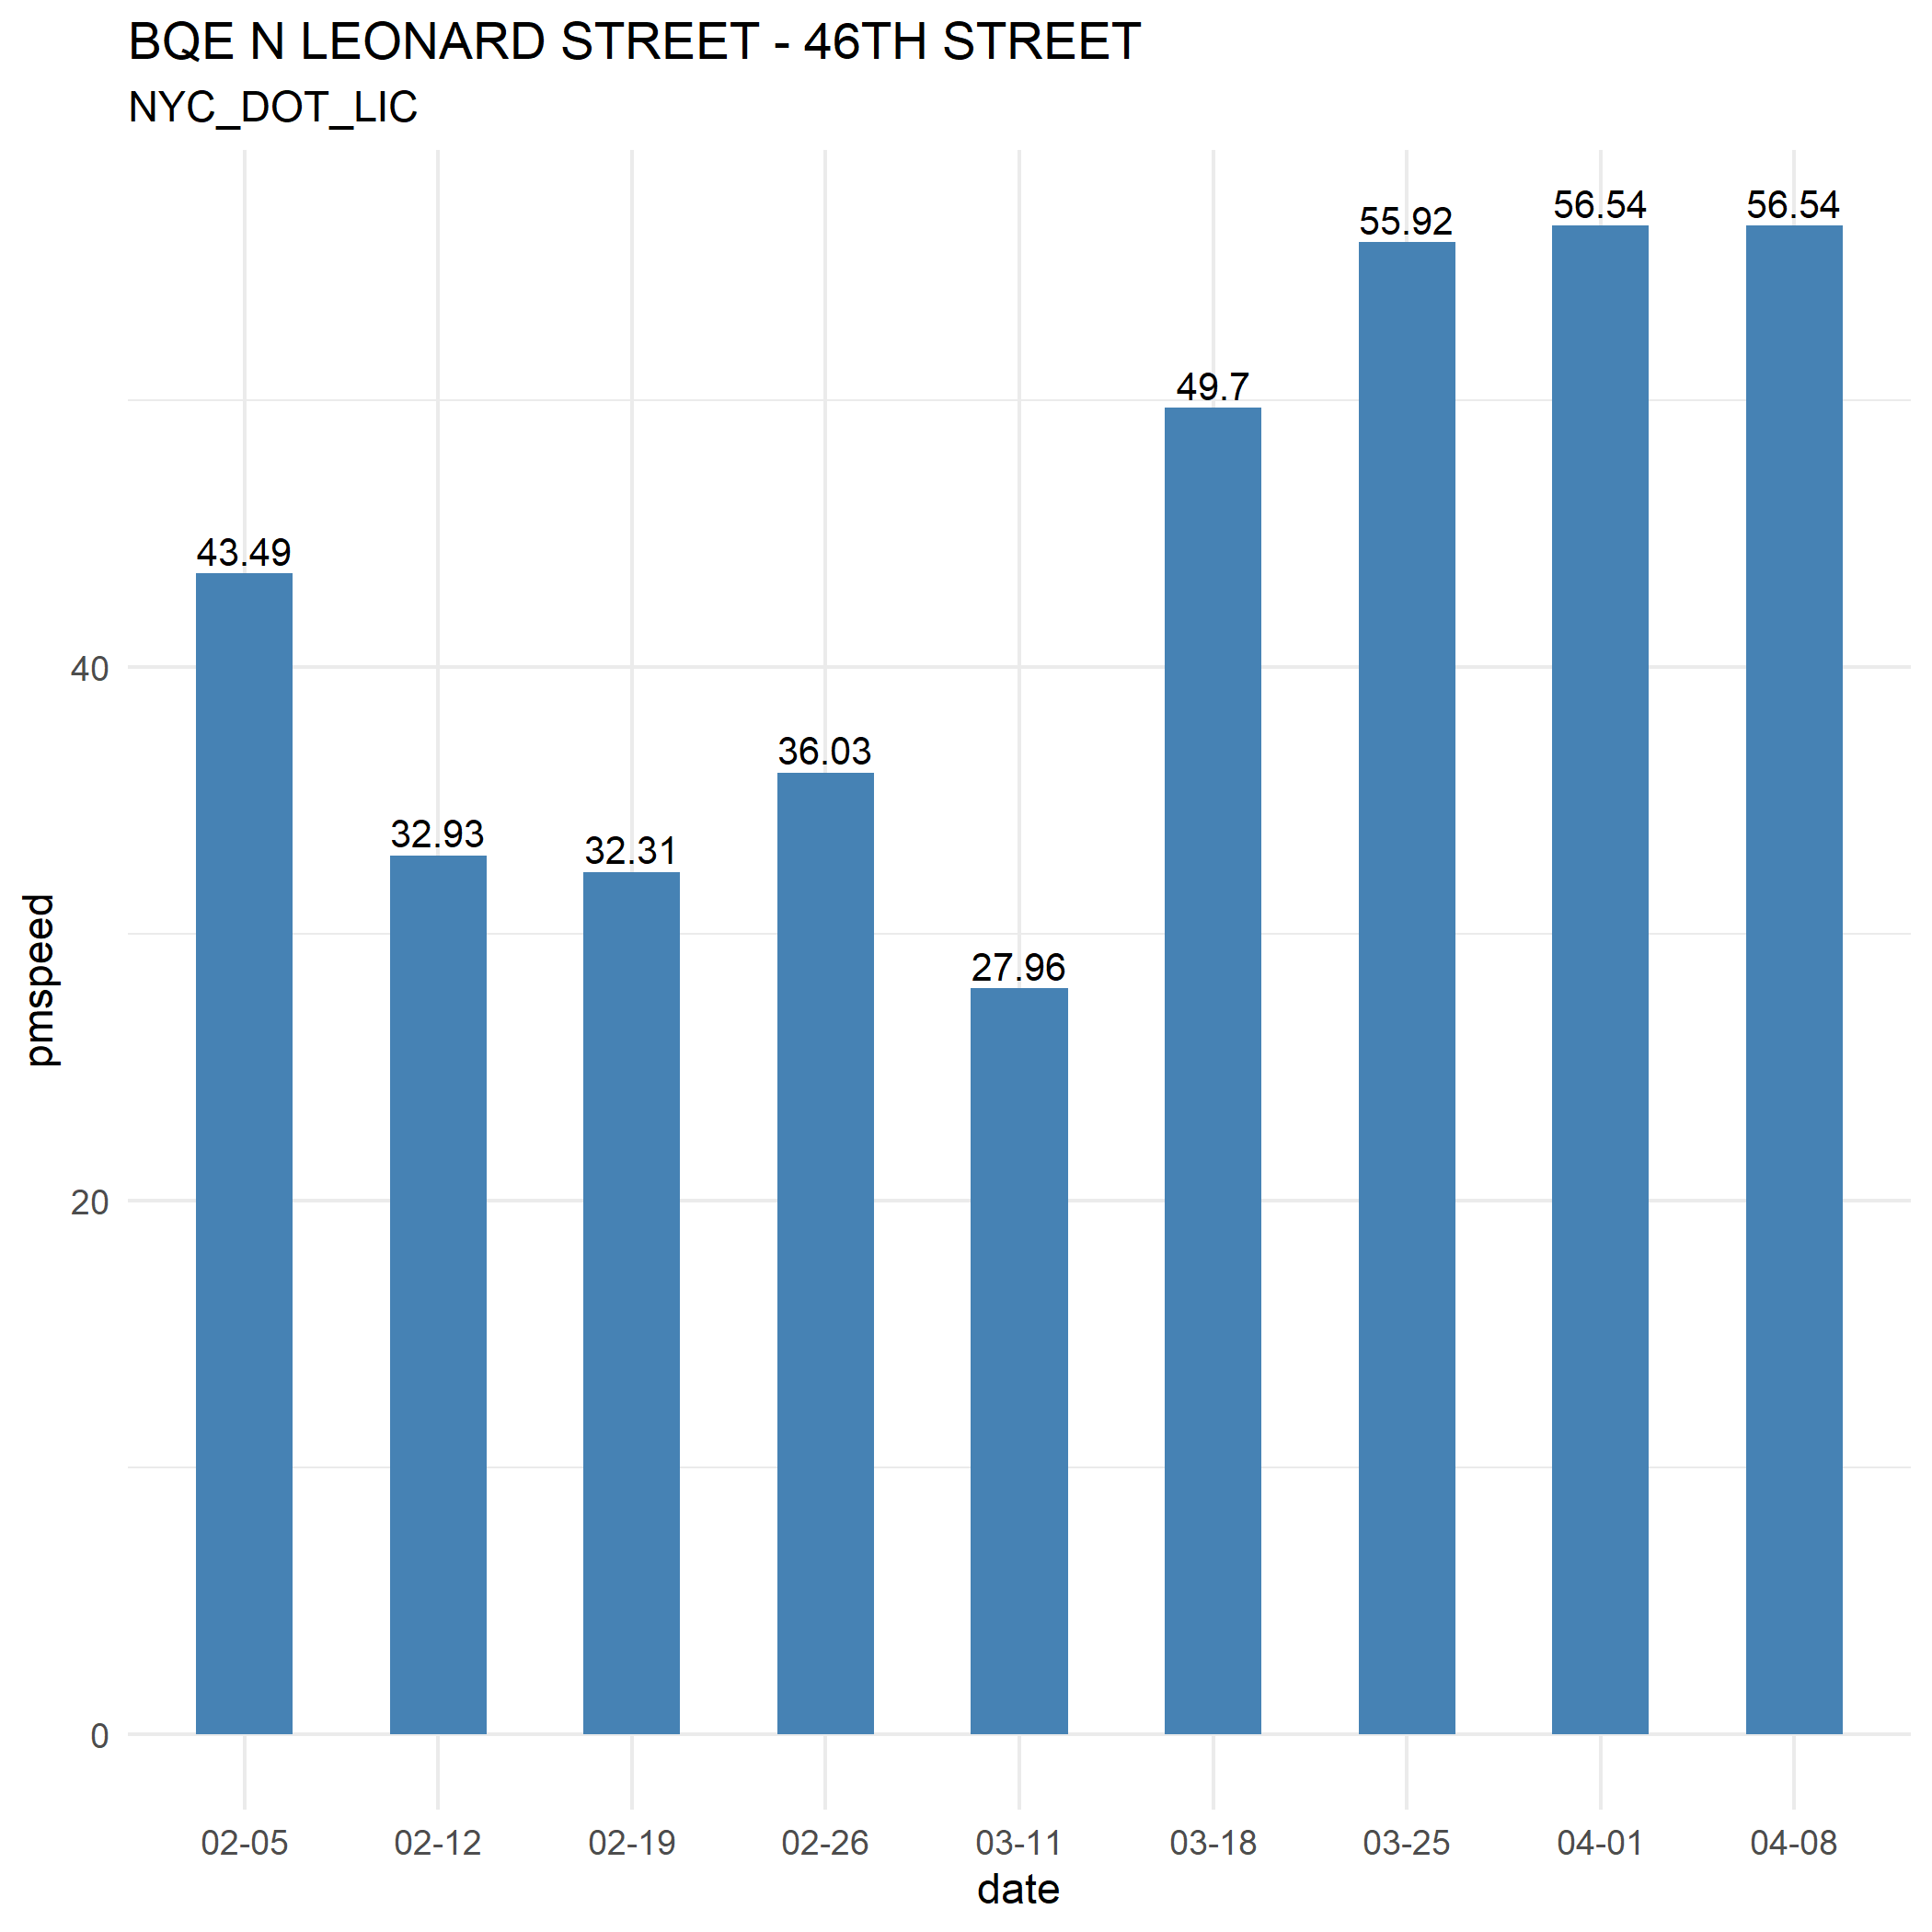 BQE N LEONARD STREET - 46TH STREET
NYC_DOT_LIC
56.54
56.54
55.92
49.7
43.49
40
36.03
32.93
32.31
27.96
pmspeed
20
0
02-05 02-12 02-19 02-26 03-11 03-18 03-25 04-01 04-08
date